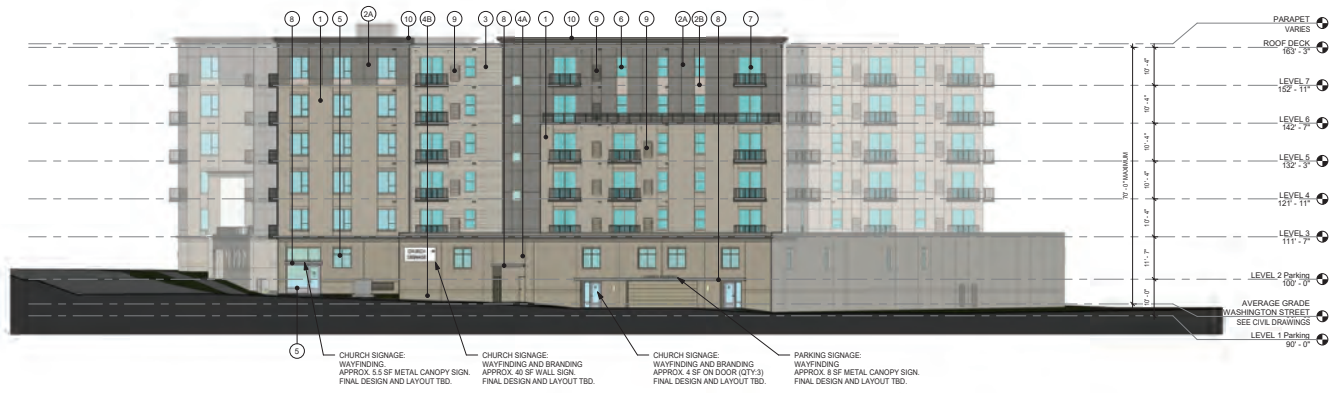 8 1 5 2A 10 4B 9 3 8 4A 1 10 9 6 9 2A 2B 8 7
PARAPET
VARIES
ROOF DECK
163' - 3"
10' - 4"
LEVEL 7
152' - 11"
10' - 4"
LEVEL 6
142' - 7"
10' - 4"
LEVEL 5
132' - 3"
10' - 4"
LEVEL 4
121' - 11"
10' - 4"
LEVEL 3
111' - 7"
11' - 7"
LEVEL 2 Parking
100' - 0"
10' - 0"
AVERAGE GRADE
WASHINGTON STREET
SEE CIVIL DRAWINGS
LEVEL 1 Parking
90' - 0"
70' - 0" MAXIMUM
CHURCH
5
CHURCH SIGNAGE:
WAYFINDING.
APPROX. 5.5 SF METAL CANOPY SIGN.
FINAL DESIGN AND LAYOUT TBD.
CHURCH SIGNAGE:
WAYFINDING AND BRANDING
APPROX. 40 SF WALL SIGN.
FINAL DESIGN AND LAYOUT TBD.
CHURCH SIGNAGE:
WAYFINDING AND BRANDING
APPROX. 4 SF ON DOOR (QTY:3)
FINAL DESIGN AND LAYOUT TBD.
PARKING SIGNAGE:
WAYFINDING
APPROX. 8 SF METAL CANOPY SIGN.
FINAL DESIGN AND LAYOUT TBD.